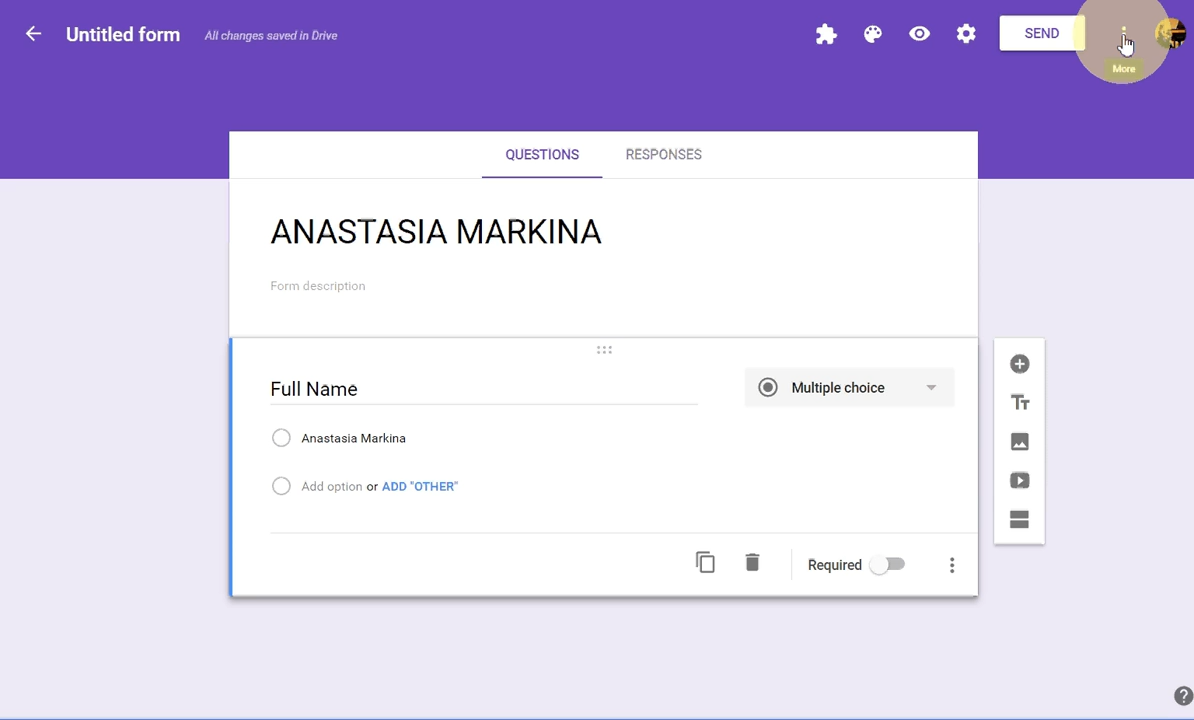 Untitled form All changes saved in Drive SEND
More
QUESTIONS RESPONSES
ANASTASIA MARKINA
Form description
Full Name Multiple choice
Anastasia Markina
Add option or ADD "OTHER"
Required